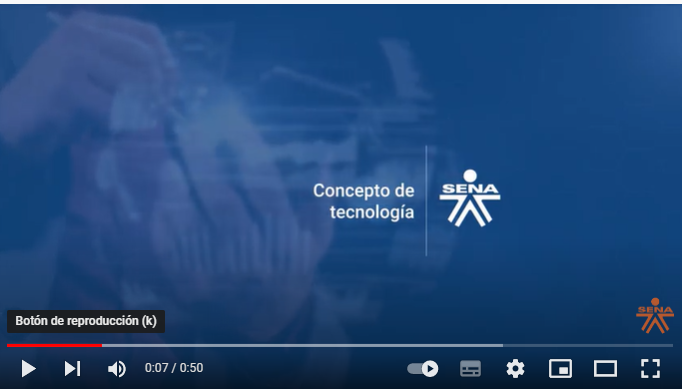 Concepto de
tecnología
SENA
SENA
Botón de reproducción (k)
0:07 / 0:50